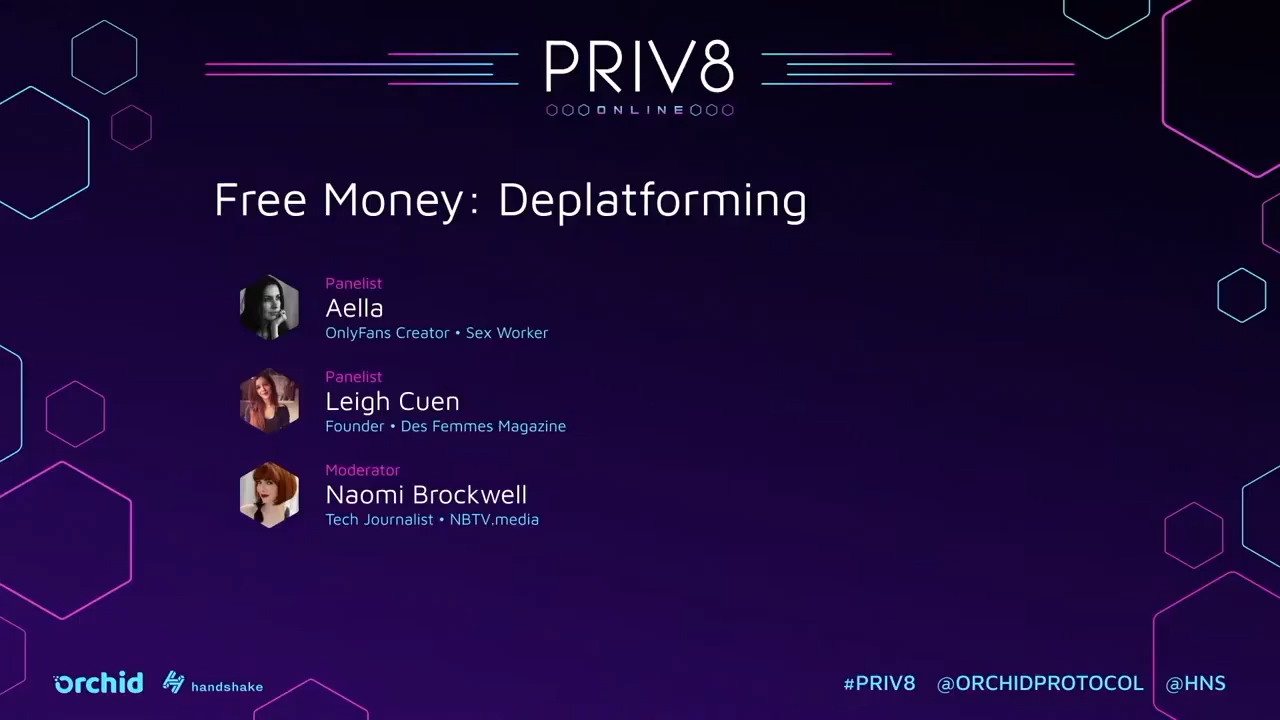 PRIV8
ONLINE
Free Money: Deplatforming
Panelist
Aella
OnlyFans Creator • Sex Worker
Panelist
Leigh Cuen
Founder • Des Femmes Magazine
Moderator
Naomi Brockwell
Tech Journalist • NBTV.media
orchid handshake #PRIV8 @ORCHIDPROTOCOL @HNS